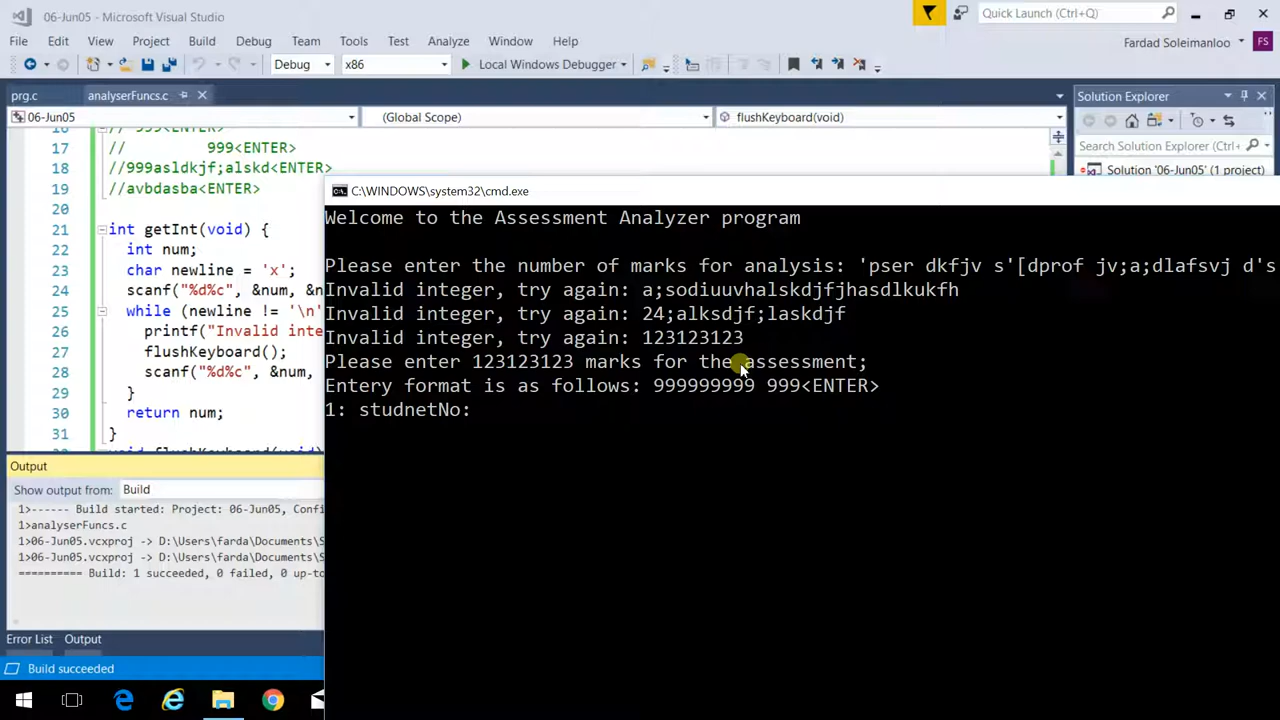 06-Jun05 - Microsoft Visual Studio
Quick Launch (Ctrl+Q)
File Edit View Project Build Debug Team Tools Test Analyze Window Help
Fardad Soleimanloo FS
Debug x86 Local Windows Debugger
prg.c analyserFuncs.c
Solution Explorer
06-Jun05 (Global Scope) flushKeyboard(void)
Search Solution Explorer (Ctrl+
Solution '06-Jun05' (1 project)
16 // 999<ENTER>
17 // 999<ENTER>
18 //999asldkjf;alskd<ENTER>
19 //avbdasba<ENTER>
20
21 int getInt(void) {
22 int num;
23 char newline = 'x';
24 scanf("%d%c", &num,
25 while (newline != '\n'
26 printf("Invalid inte
27 flushKeyboard();
28 scanf("%d%c", &num,
29 }
30 return num;
31 }
C:\WINDOWS\system32\cmd.exe
Welcome to the Assessment Analyzer program
Please enter the number of marks for analysis: 'pser dkfjv s'[dprof jv;a;dlafsvj d's
Invalid integer, try again: a;sodiuuvhalskdjfjhasdlkukfh
Invalid integer, try again: 24;alksdjf;laskdjf
Invalid integer, try again: 123123123
Please enter 123123123 marks for the assessment;
Entery format is as follows: 999999999 999<ENTER>
1: studnetNo:
Output
Show output from: Build
1>------ Build started: Project: 06-Jun05, Confi
1>analyserFuncs.c
1>06-Jun05.vcxproj -> D:\Users\farda\Documents\S
1>06-Jun05.vcxproj -> D:\Users\farda\Documents\S
========== Build: 1 succeeded, 0 failed, 0 up-to
Error List Output
Build succeeded